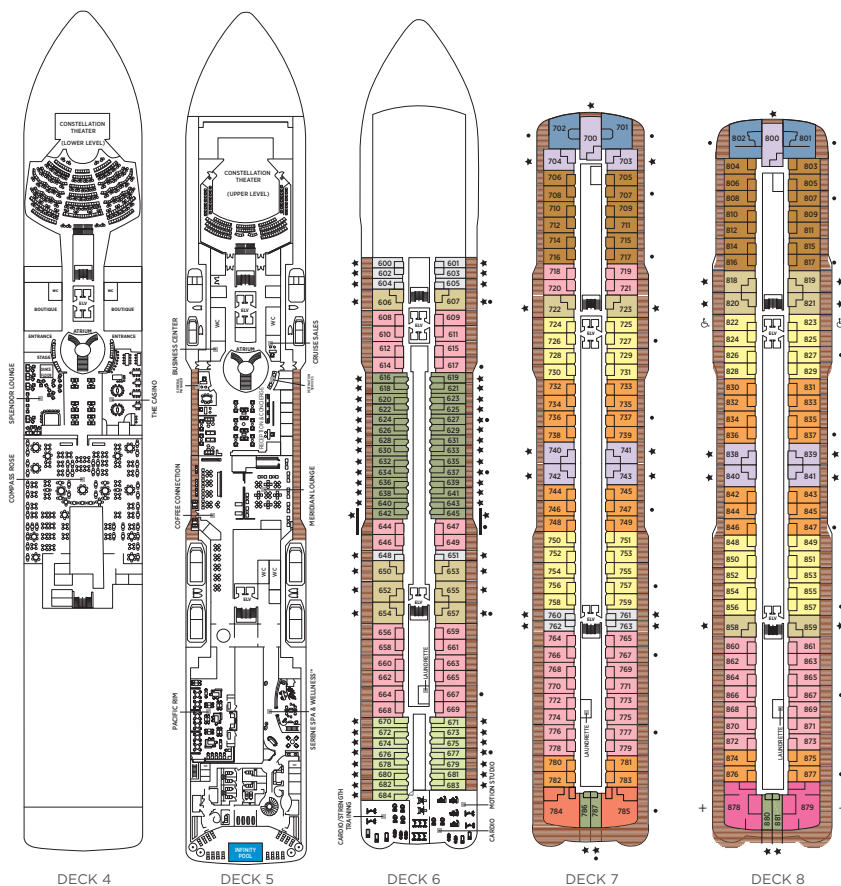 CONSTELLATION
THEATER
(LOWER LEVEL)
WC
BOUTIQUE
ELV
BOUTIQUE
ENTRANCE
ATRIUM
ENTRANCE
STAGE
DANCE
FLOOR
SPLENDOR LOUNGE
THE CASINO
COMPASS ROSE
DECK 4
CONSTELLATION
THEATER
(UPPER LEVEL)
ELV
WC
WC
BUSINESS CENTER
ATRIUM
CRUISE SALES
RECEPTION & CONCIERGE
COFFEE CONNECTION
MERIDIAN LOUNGE
WC
WC
ELV
PACIFIC RIM
SERENE SPA & WELLNESS™
INFINITY
POOL
DECK 5
600 601
602 603
604 605
606 607
ELV
608 609
610 611
612 615
614 617
616 619
618 621
620 623
622 625
624 627
626 629
628 631
630 633
632 635
634 637
636 639
638 641
640 643
642 645
644 647
646 649
648 651
650 653
652 655
ELV
654 657
656 659
658 661
660 663
662 665
LAUNDRETTE
664 667
668 669
670 671
672 673
674 675
676 677
678 679
680 681
682 683
684
CARDIO/STRENGTH
TRAINING
MOTION STUDIO
CARDIO
DECK 6
702 700 701
704 703
706 705
708 707
710 709
712 711
714 715
716 717
718 719
720 721
722 723
724 725
ELV
726 727
728 729
730 731
732 733
734 735
736 737
738 739
740 741
742 743
744 745
746 747
748 749
750 751
752 753
754 755
756 757
758 759
760 761
ELV
762 763
764 765
766 767
768 769
770 771
772 773
774 775
LAUNDRETTE
776 777
778 779
780 781
782 783
784 786 787 785
DECK 7
802 800 801
804 803
806 805
808 807
810 809
812 811
814 815
816 817
818 819
820 821
822 823
ELV
824 825
826 827
828 829
830 831
832 833
834 835
836 837
838 839
840 841
842 843
844 845
846 847
848 849
850 851
852 853
854 855
856 857
ELV
858 859
860 861
862 863
864 865
866 867
868 869
870 871
LAUNDRETTE
872 873
874 875
876 877
878 880 881 879
DECK 8